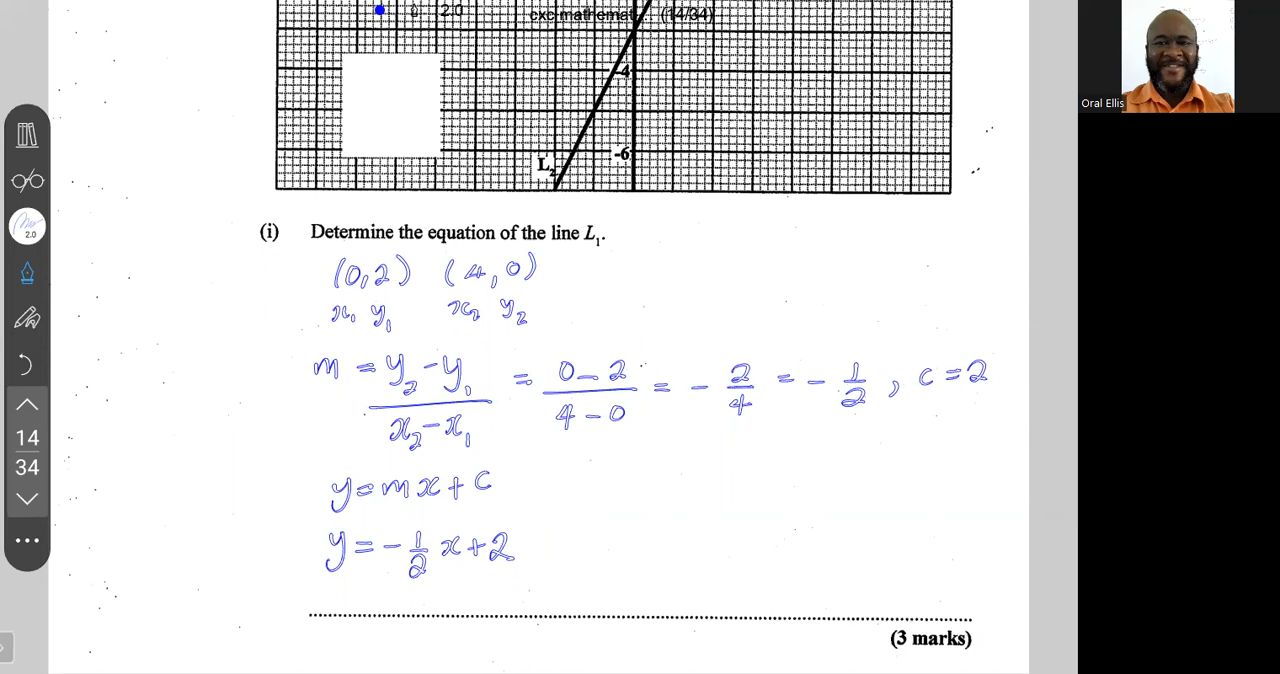 2.0 cxc mathemat... (14/34)
Oral Ellis
-4
-6
L₂
2.0
14
34
(i) Determine the equation of the line L₁.
(0,2) (4,0)
x₁ y₁ x₂ y₂
m = y₂ - y₁ / x₂ - x₁ = 0 - 2 / 4 - 0 = - 2/4 = - 1/2 , c = 2
y = mx + c
y = - 1/2 x + 2
(3 marks)